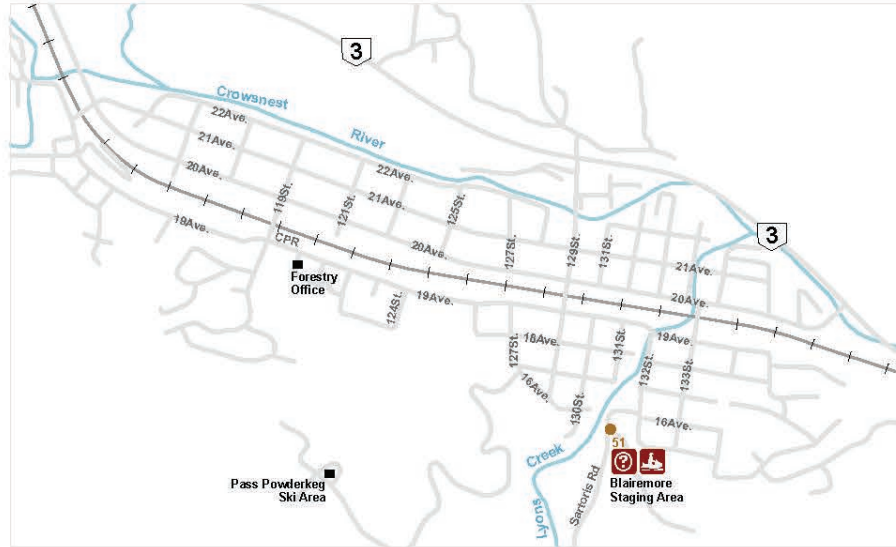 3
Crowsnest
River
22Ave.
21Ave.
20Ave.
119St.
121St.
22Ave.
21Ave.
125St.
18Ave.
CPR
20Ave.
127St.
129St.
131St.
3
21Ave.
20Ave.
Forestry
Office
124St.
19Ave.
127St.
18Ave.
131St.
19Ave.
132St.
133St.
16Ave.
130St.
16Ave.
51
?
Pass Powderkeg
Ski Area
Creek
Lyons
Sartoris Rd
Blairemore
Staging Area